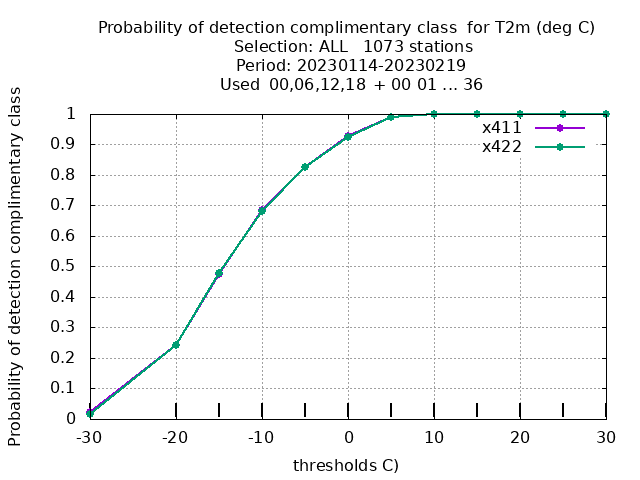 Probability of detection complimentary class  for T2m (deg C)
Selection: ALL   1073 stations
Period: 20230114-20230219
Used  00,06,12,18  + 00 01 ... 36
Probability of detection complimentary class
1
0.9
0.8
0.7
0.6
0.5
0.4
0.3
0.2
0.1
0
x411
x422
-30 -20 -10 0 10 20 30
thresholds C)